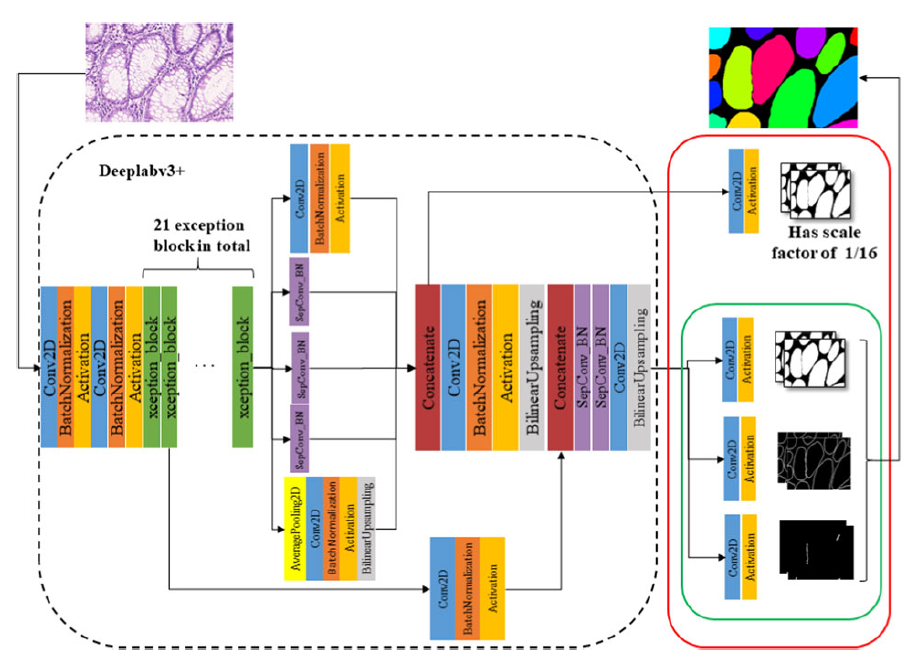 Deeplabv3+
21 exception
block in total
Conv2D
BatchNormalization
Activation
Conv2D
BatchNormalization
Activation
xception_block
xception_block
...
xception_block
Conv2D
BatchNormalization
Activation
SepConv_BN
SepConv_BN
SepConv_BN
AveragePooling2D
Conv2D
BatchNormalization
Activation
BilinearUpsampling
Conv2D
BatchNormalization
Activation
Concatenate
Conv2D
BatchNormalization
Activation
BilinearUpsampling
Concatenate
SepConv_BN
SepConv_BN
Conv2D
BilinearUpsampling
Conv2D
Activation
Has scale
factor of 1/16
Conv2D
Activation
Conv2D
Activation
Conv2D
Activation